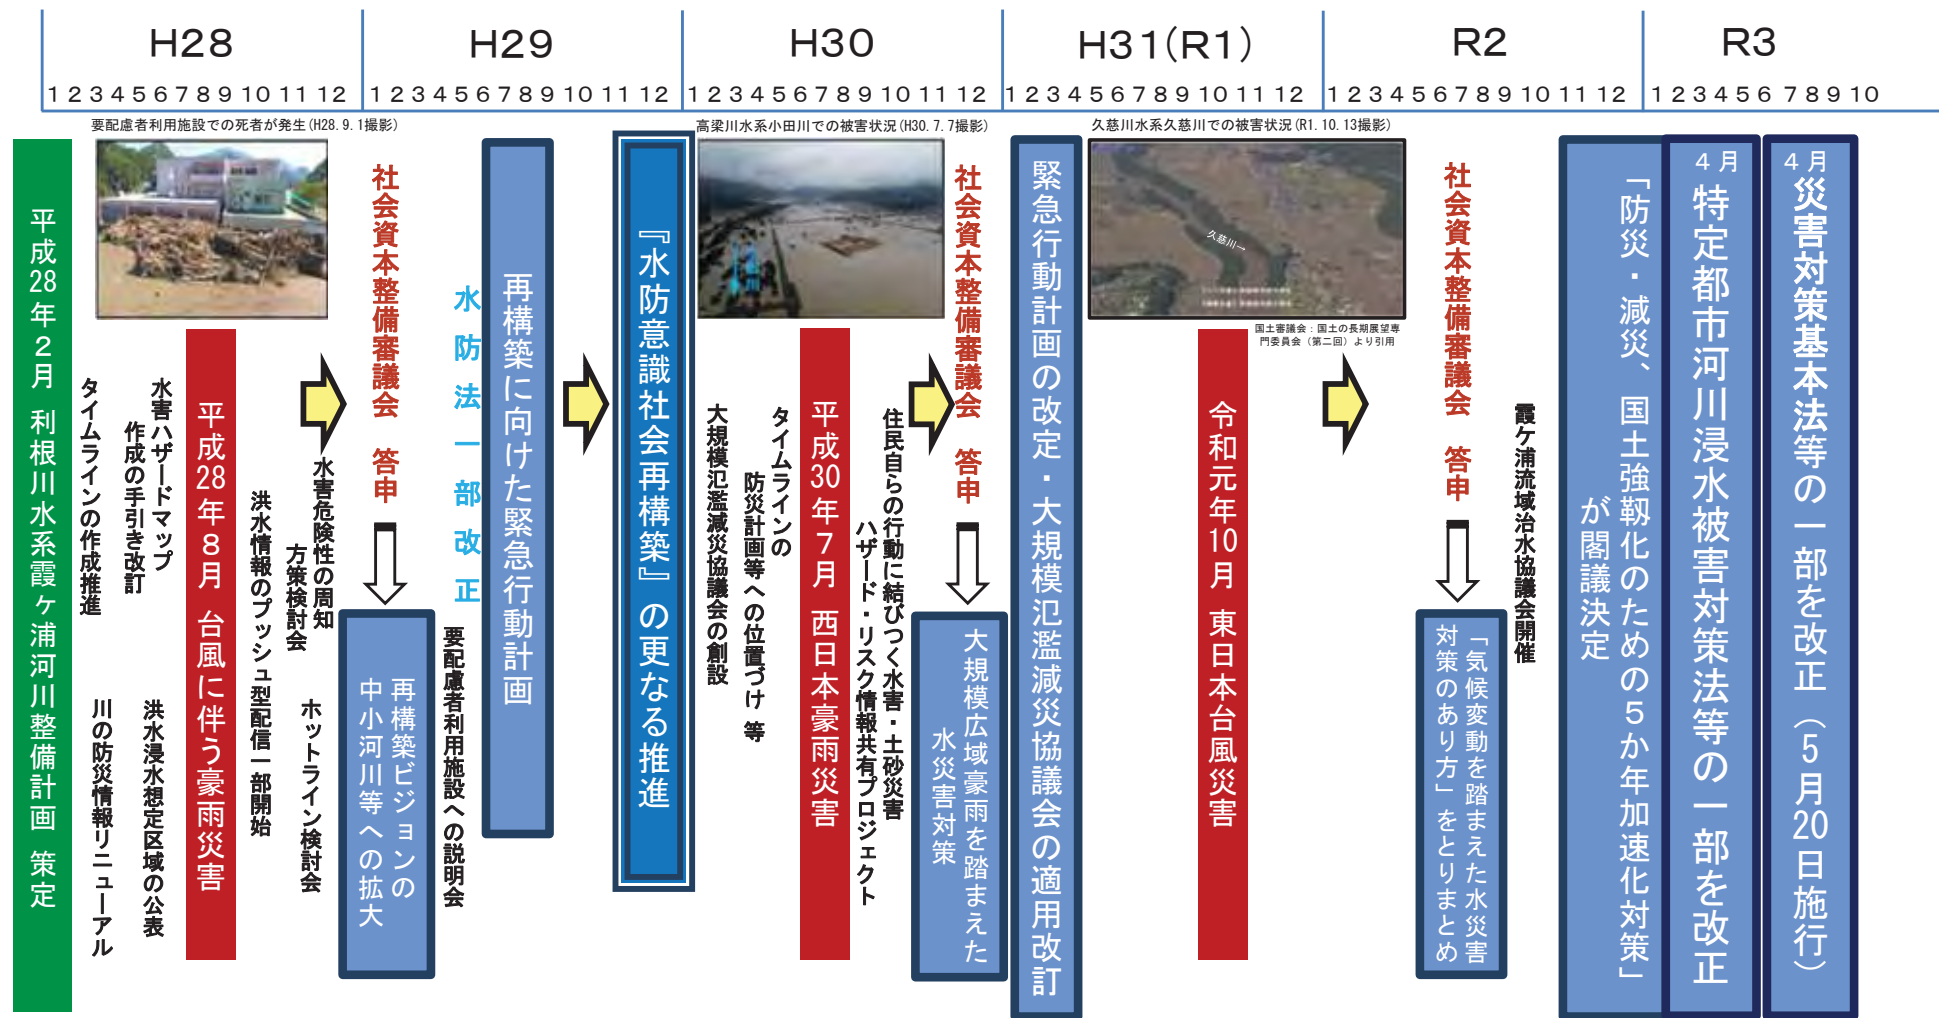 H28
H29
H30
H31(R1)
R2
R3
1 2 3 4 5 6 7 8 9 10 11 12
1 2 3 4 5 6 7 8 9 10 11 12
1 2 3 4 5 6 7 8 9 10 11 12
1 2 3 4 5 6 7 8 9 10 11 12
1 2 3 4 5 6 7 8 9 10 11 12
1 2 3 4 5 6 7 8 9 10
平成28年2月 利根川水系霞ヶ浦河川整備計画 策定
要配慮者利用施設での死者が発生(H28.9.1撮影)
タイムラインの作成推進
川の防災情報リニューアル
水害ハザードマップ
作成の手引き改訂
洪水浸水想定区域の公表
平成28年8月 台風に伴う豪雨災害
洪水情報のプッシュ型配信一部開始
水害危険性の周知
方策検討会
ホットライン検討会
社会資本整備審議会 答申
再構築ビジョンの
中小河川等への拡大
水防法一部改正
要配慮者利用施設への説明会
再構築に向けた緊急行動計画
『水防意識社会再構築』の更なる推進
高梁川水系小田川での被害状況(H30.7.7撮影)
大規模氾濫減災協議会の創設
タイムラインの
防災計画等への位置づけ 等
平成30年7月 西日本豪雨災害
住民自らの行動に結びつく水害・土砂災害
ハザード・リスク情報共有プロジェクト
社会資本整備審議会 答申
大規模広域豪雨を踏まえた
水災害対策
緊急行動計画の改定・大規模氾濫減災協議会の適用改訂
久慈川水系久慈川での被害状況(R1.10.13撮影)
久慈川→
国土審議会:国土の長期展望専
門委員会(第二回)より引用
令和元年10月 東日本台風災害
社会資本整備審議会 答申
「気候変動を踏まえた水災害
対策のあり方」をとりまとめ
霞ケ浦流域治水協議会開催
「防災・減災、国土強靱化のための5か年加速化対策」
が閣議決定
4月
特定都市河川浸水被害対策法等の一部を改正
4月
災害対策基本法等の一部を改正(5月20日施行)